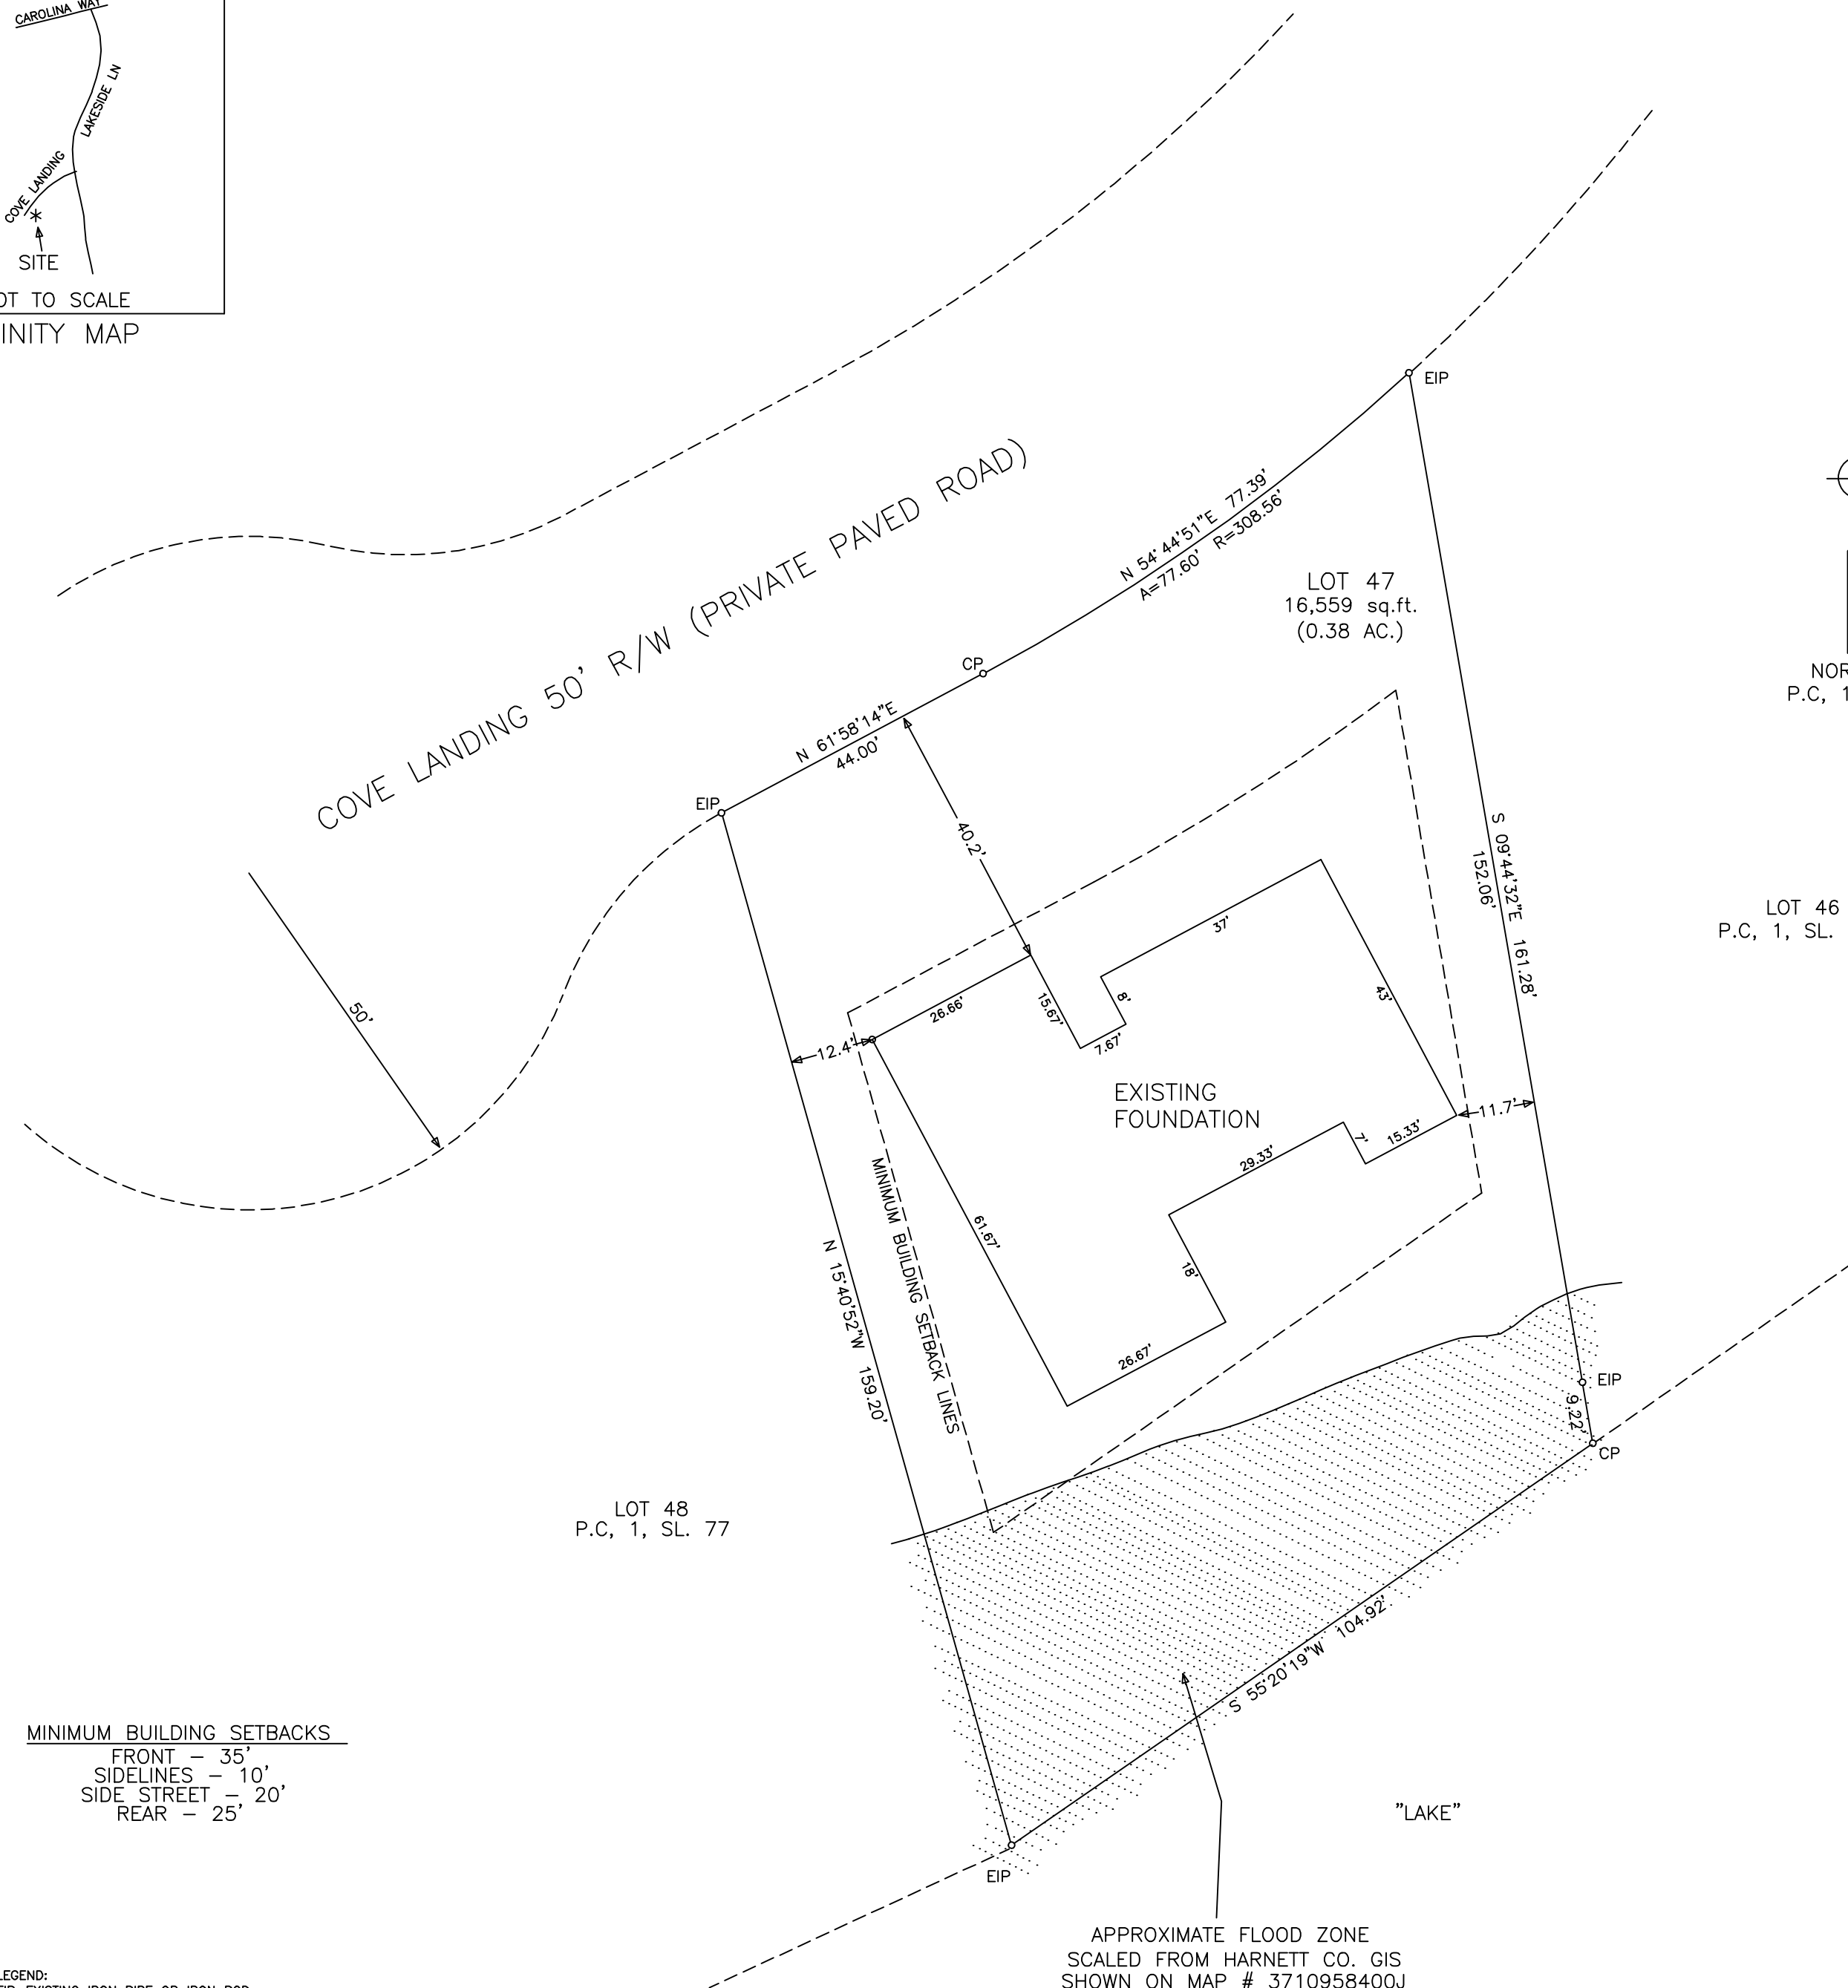 CAROLINA WAY
LAKESIDE LN
COVE LANDING
SITE
OT TO SCALE
INITY MAP
EIP
COVE LANDING 50' R/W (PRIVATE PAVED ROAD)
N 54°44'51"E 77.39'
A=77.60' R=308.56'
LOT 47
16,559 sq.ft.
(0.38 AC.)
NOR
P.C, 1
CP
N 61°58'14"E
44.00'
EIP
40.2'
S 09°44'32"E 161.28'
152.06'
LOT 46
P.C, 1, SL.
37'
8'
43'
26.66'
15.67'
7.67'
50'
12.4'
EXISTING
FOUNDATION
11.7'
15.33'
7'
29.33'
61.67'
18'
26.67'
MINIMUM BUILDING SETBACK LINES
N 15°40'52"W 159.20'
EIP
9.22'
CP
LOT 48
P.C, 1, SL. 77
S 55°20'19"W 104.92'
MINIMUM BUILDING SETBACKS
FRONT – 35'
SIDELINES – 10'
SIDE STREET – 20'
REAR – 25'
"LAKE"
EIP
APPROXIMATE FLOOD ZONE
SCALED FROM HARNETT CO. GIS
SHOWN ON MAP # 3710958400J
LEGEND:
EIP EXISTING IRON PIPE OR IRON ROD